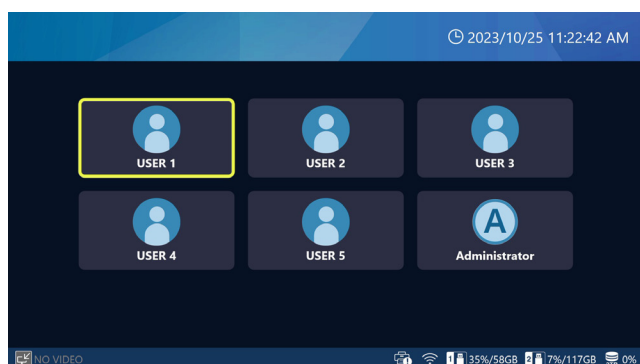 2023/10/25 11:22:42 AM
USER 1 USER 2 USER 3
USER 4 USER 5 A Administrator
NO VIDEO 1 1 35%/58GB 2 7%/117GB 0%